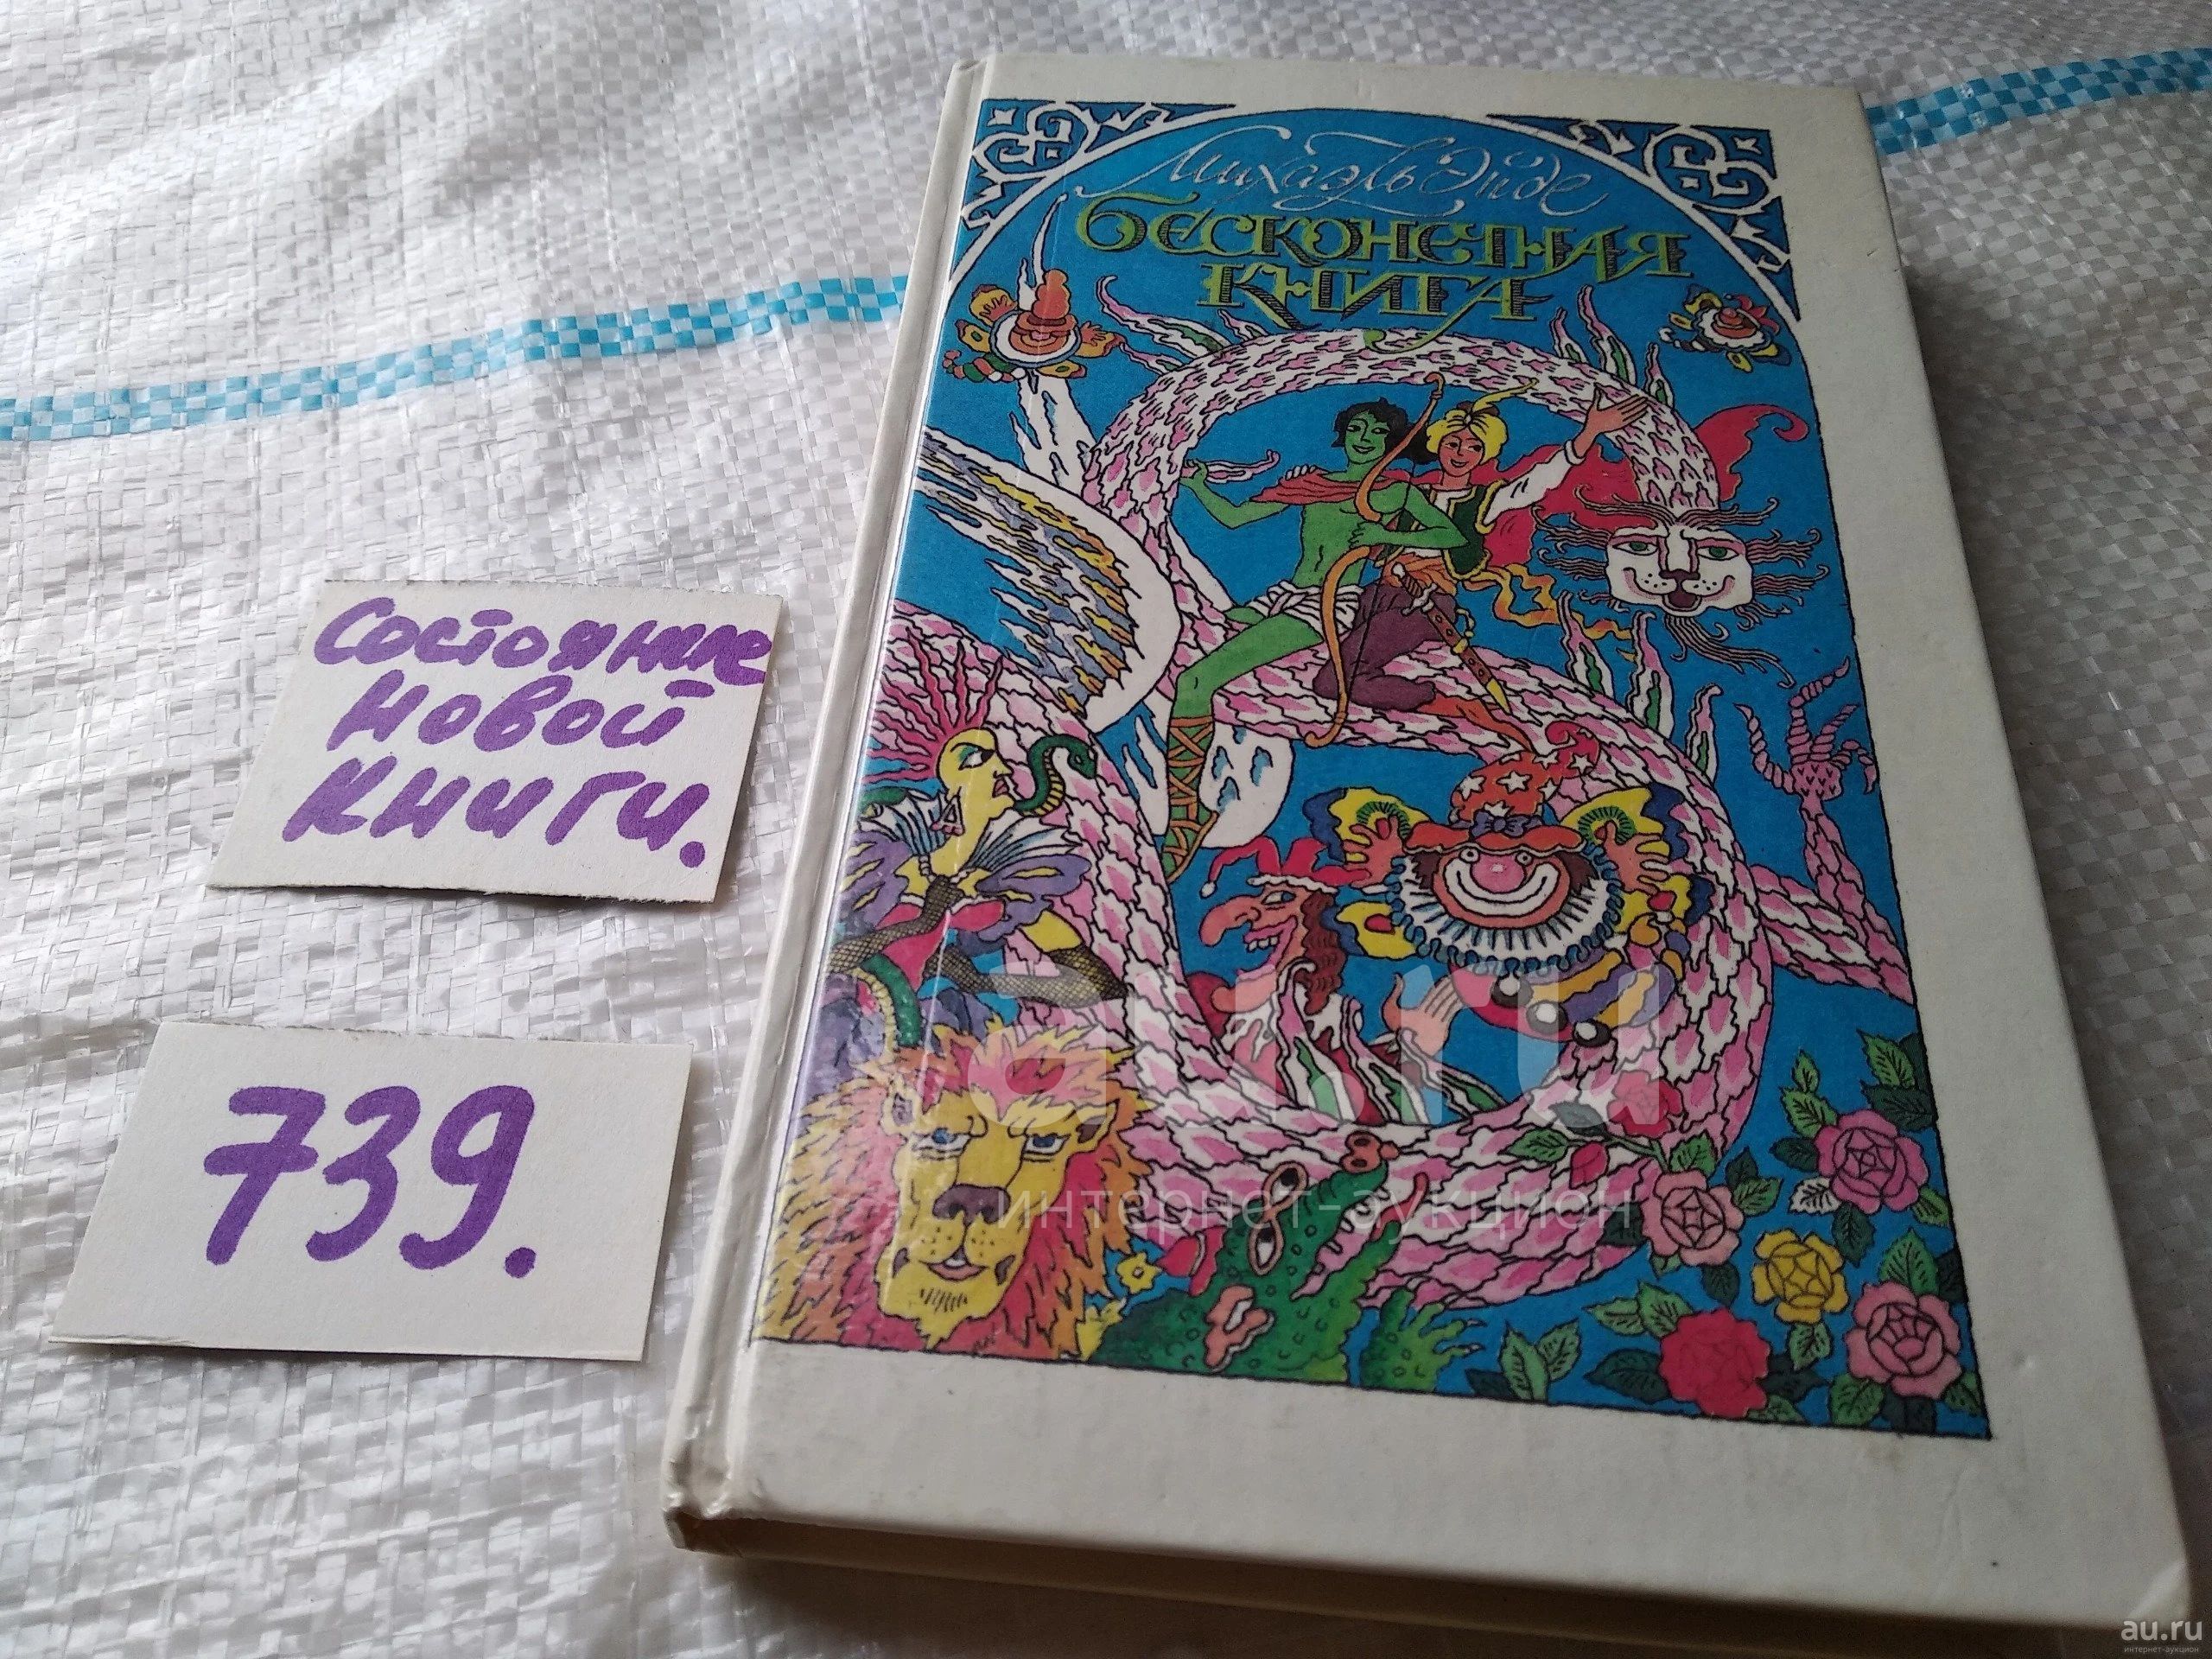 Михаэль Энде
Бесконечная
книга
Состояние
новой
книги.
739.
au.ru
интернет-аукцион
au.ru
интернет-аукцион